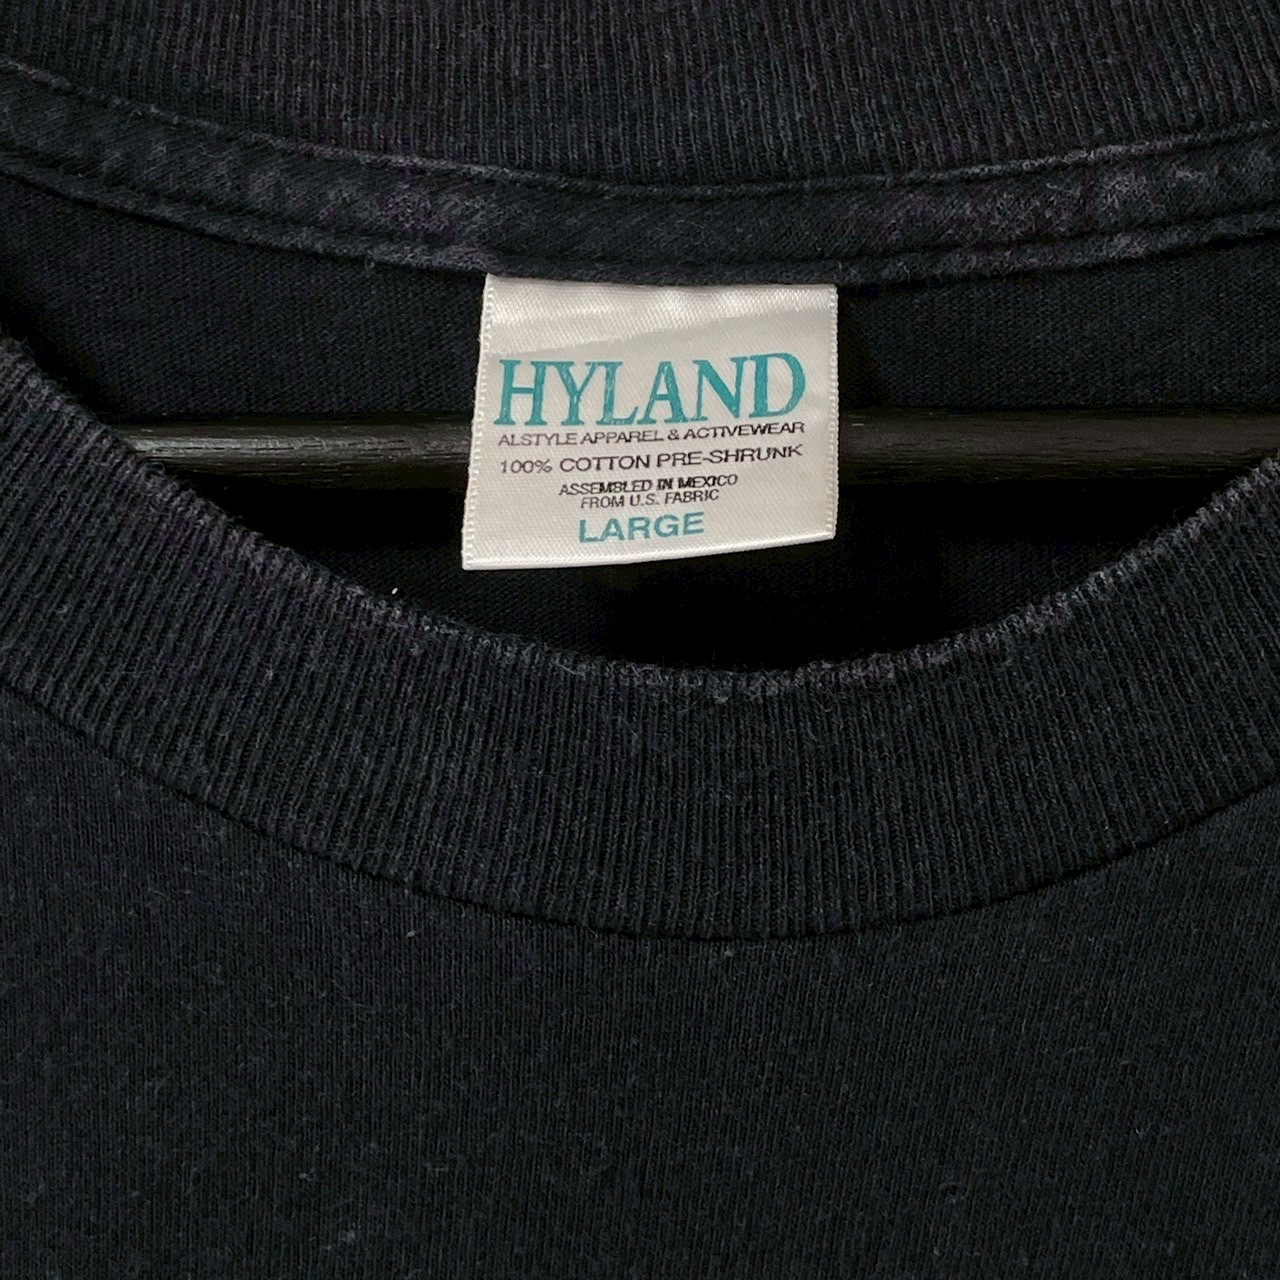 HYLAND
ALSTYLE APPAREL & ACTIVEWEAR
100% COTTON PRE-SHRUNK
ASSEMBLED IN MEXICO
FROM U.S. FABRIC
LARGE